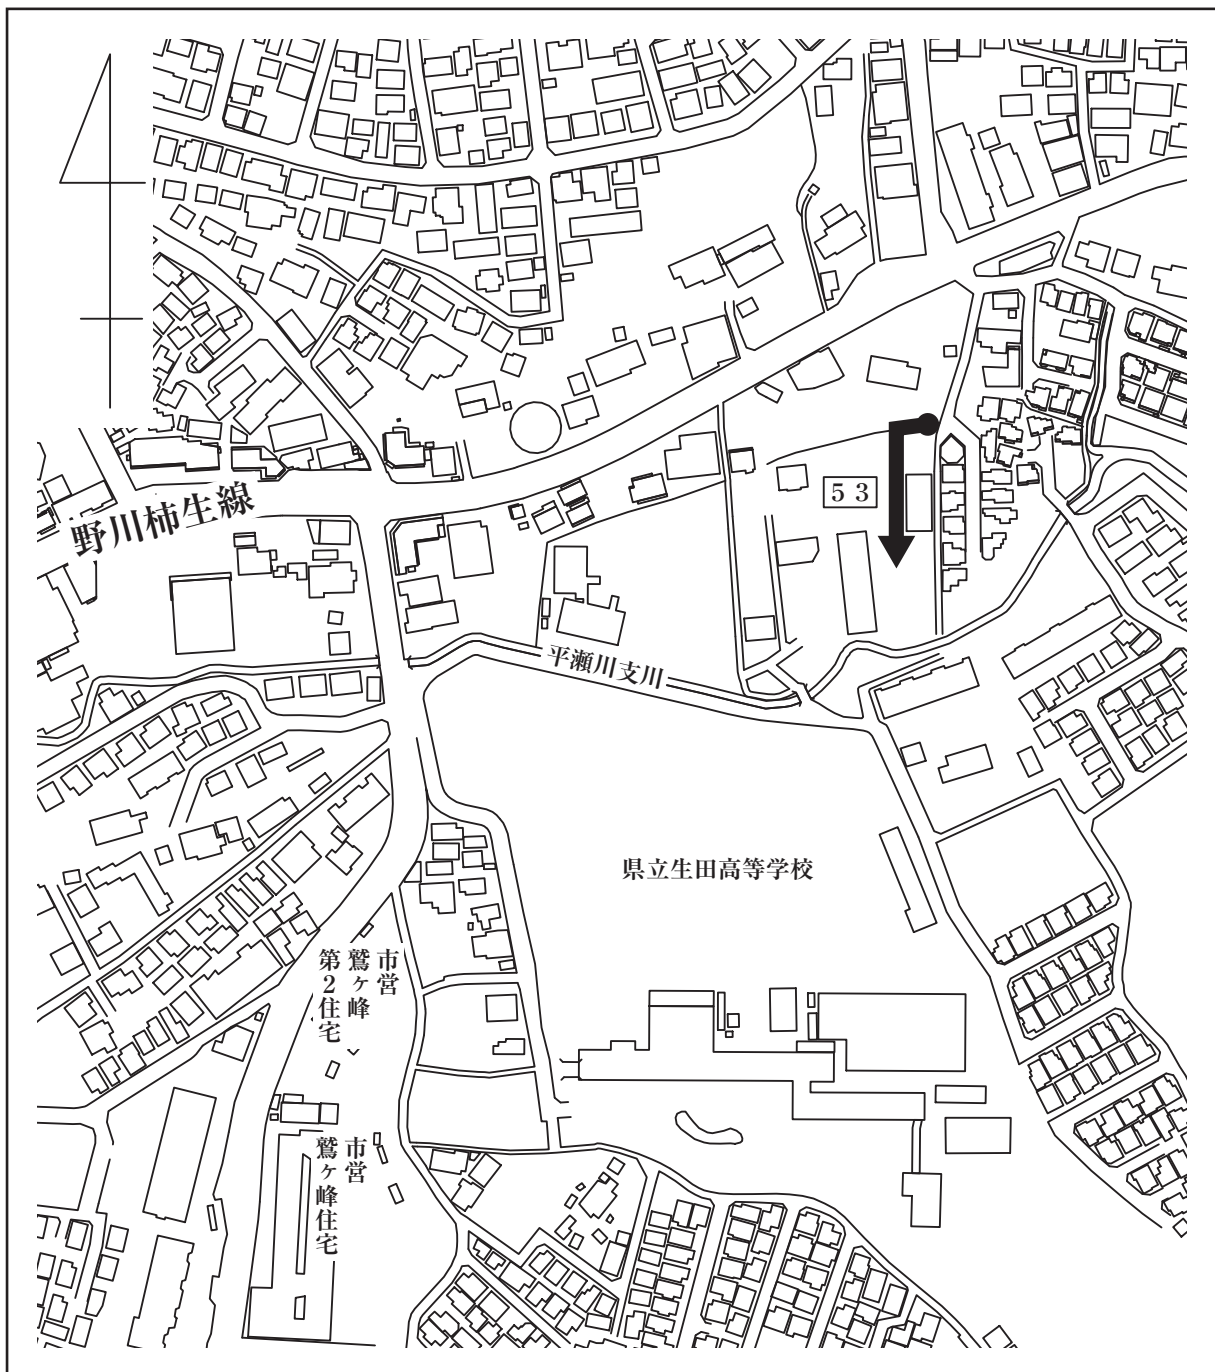 野川柿生線
５３
平瀬川支川
県立生田高等学校
市営
鷲ヶ峰
第２住宅
市営
鷲ヶ峰住宅